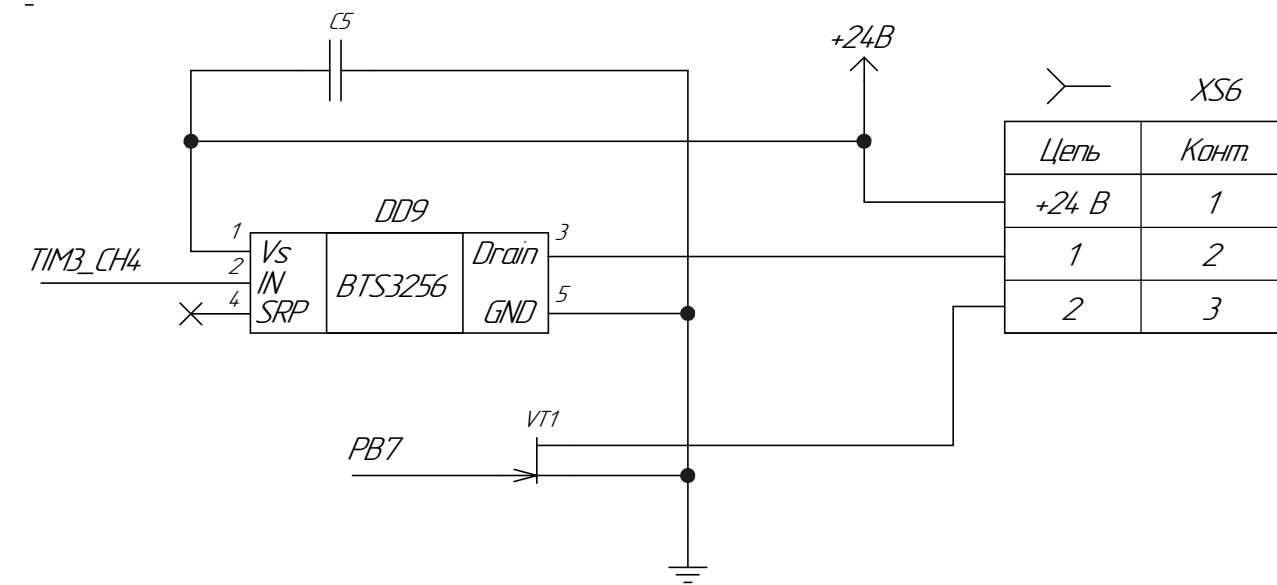 C5
+24В
XS6
Цепь Конт.
+24 В 1
1 2
2 3
DD9
1 Vs Drain 3
TIM3_CH4 2 IN BTS3256
4 SRP GND 5
VT1
PB7